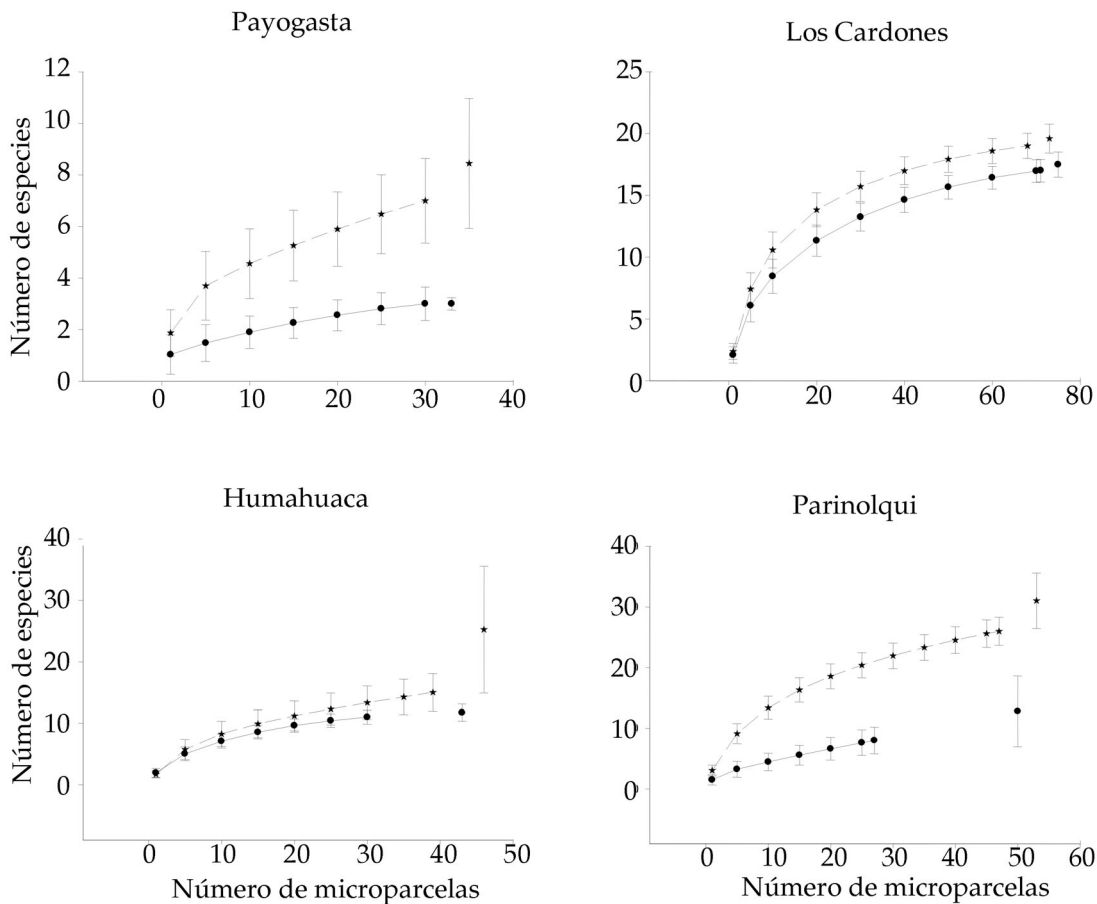 Payogasta
Número de especies
12
10
8
6
4
2
0
0 10 20 30 40
Los Cardones
25
20
15
10
5
0
0 20 40 60 80
Humahuaca
Número de especies
40
30
20
10
0
0 10 20 30 40 50
Número de microparcelas
Parinolqui
40
30
20
10
0
0 10 20 30 40 50 60
Número de microparcelas